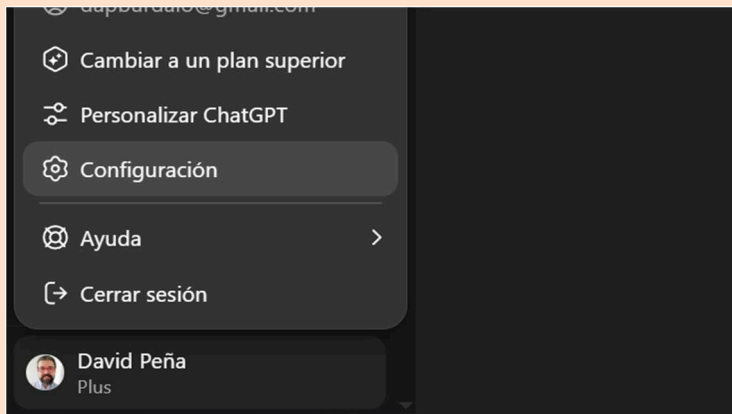 Cambiar a un plan superior
Personalizar ChatGPT
Configuración
Ayuda
Cerrar sesión
David Peña
Plus